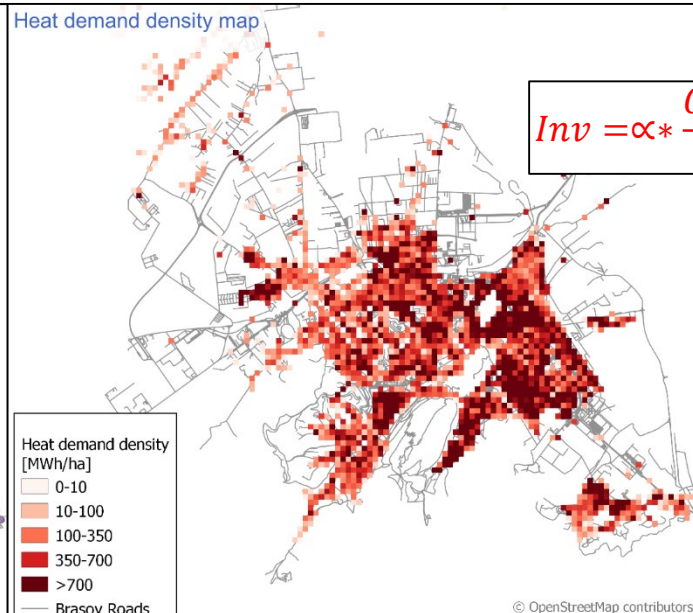 Heat demand density map
Inv =∝*
Heat demand density
[MWh/ha]
0-10
10-100
100-350
350-700
>700
Brasov Roads
© OpenStreetMap contributors